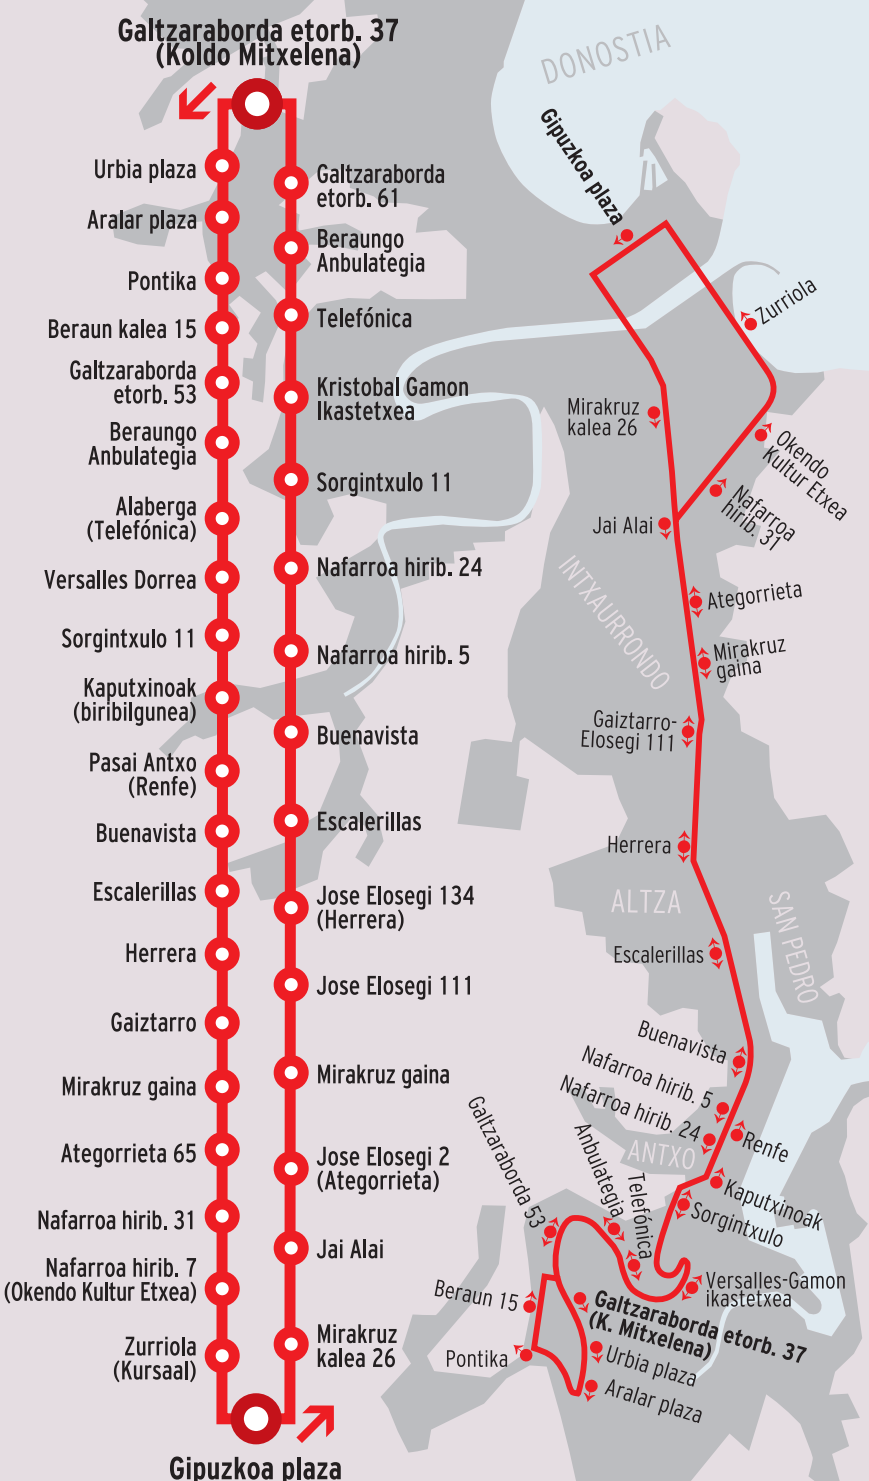 Galtzaraborda etorb. 37
(Koldo Mitxelena)
Urbia plaza
Aralar plaza
Pontika
Beraun kalea 15
Galtzaraborda
etorb. 53
Beraungo
Anbulategia
Alaberga
(Telefónica)
Versalles Dorrea
Sorgintxulo 11
Kaputxinoak
(biribilgunea)
Pasai Antxo
(Renfe)
Buenavista
Escalerillas
Herrera
Gaiztarro
Mirakruz gaina
Ategorrieta 65
Nafarroa hirib. 31
Nafarroa hirib. 7
(Okendo Kultur Etxea)
Zurriola
(Kursaal)
Galtzaraborda
etorb. 61
Beraungo
Anbulategia
Telefónica
Kristobal Gamon
Ikastetxea
Sorgintxulo 11
Nafarroa hirib. 24
Nafarroa hirib. 5
Buenavista
Escalerillas
Jose Elosegi 134
(Herrera)
Jose Elosegi 111
Mirakruz gaina
Jose Elosegi 2
(Ategorrieta)
Jai Alai
Mirakruz
kalea 26
Gipuzkoa plaza
DONOSTIA
Gipuzkoa plaza
Zurriola
Mirakruz
kalea 26
Okendo
Kultur Etxea
Nafarroa
hirib. 31
Jai Alai
INTXAURRONDO
Ategorrieta
Mirakruz
gaina
Gaiztarro-
Elosegi 111
Herrera
ALTZA
SAN PEDRO
Escalerillas
Buenavista
Nafarroa hirib. 5
Nafarroa hirib. 24
Renfe
ANTXO
Kaputxinoak
Sorgintxulo
Galtzaraborda 53
Anbulategia
Telefónica
Versalles-Gamon
ikastetxea
Beraun 15
Galtzaraborda etorb. 37
(K. Mitxelena)
Pontika
Urbia plaza
Aralar plaza